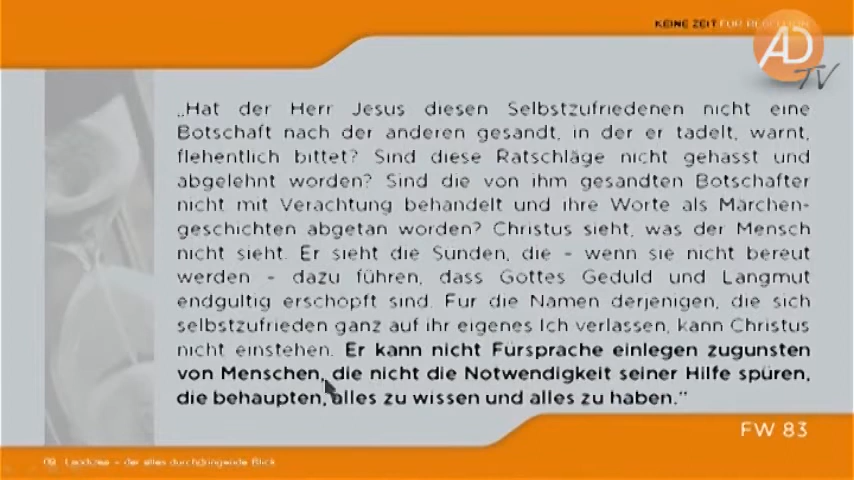 KEINE ZEIT FÜR REBELLION
AD
TV
„Hat der Herr Jesus diesen Selbstzufriedenen nicht eine
Botschaft nach der anderen gesandt, in der er tadelt, warnt,
flehentlich bittet? Sind diese Ratschläge nicht gehasst und
abgelehnt worden? Sind die von ihm gesandten Botschafter
nicht mit Verachtung behandelt und ihre Worte als Märchen-
geschichten abgetan worden? Christus sieht, was der Mensch
nicht sieht. Er sieht die Sünden, die – wenn sie nicht bereut
werden – dazu führen, dass Gottes Geduld und Langmut
endgültig erschöpft sind. Für die Namen derjenigen, die sich
selbstzufrieden ganz auf ihr eigenes Ich verlassen, kann Christus
nicht einstehen. Er kann nicht Fürsprache einlegen zugunsten
von Menschen, die nicht die Notwendigkeit seiner Hilfe spüren,
die behaupten, alles zu wissen und alles zu haben.“
FW 83
09 Laodizea – der alles durchdringende Blick